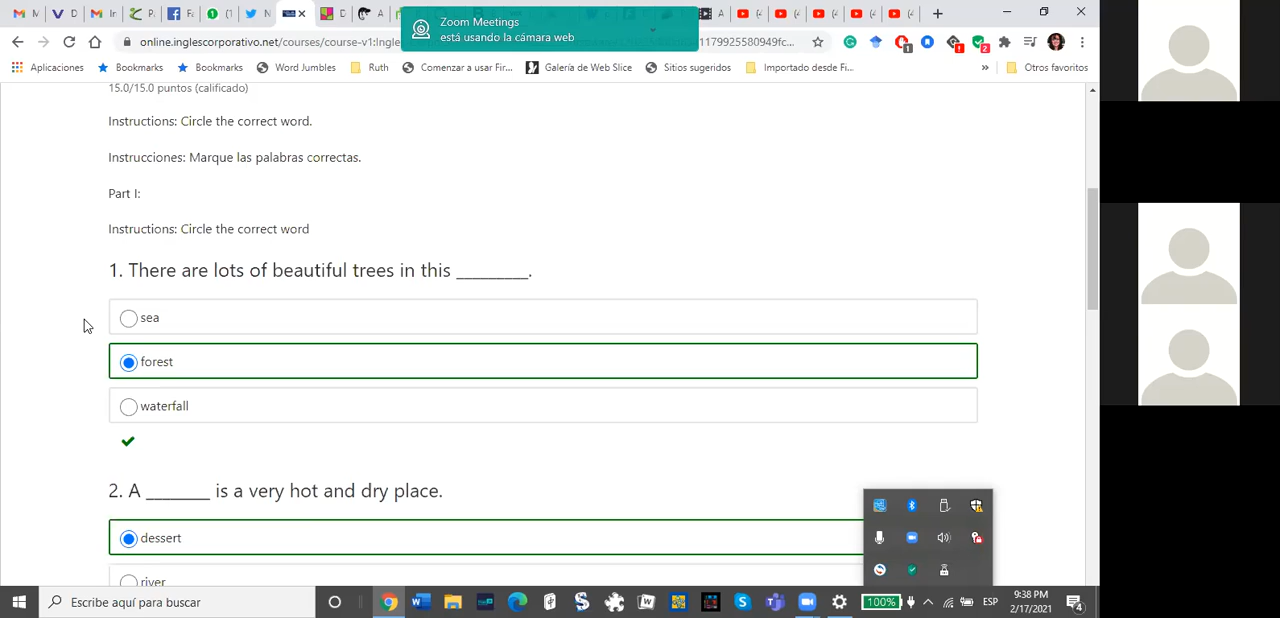 Zoom Meetings
está usando la cámara web
online.inglescorporativo.net/courses/course-v1:Ingle
1179925580949fc...
Aplicaciones
Bookmarks
Bookmarks
Word Jumbles
Ruth
Comenzar a usar Fir...
Galería de Web Slice
Sitios sugeridos
Importado desde Fi...
»
Otros favoritos
15.0/15.0 puntos (calificado)
Instructions: Circle the correct word.
Instrucciones: Marque las palabras correctas.
Part I:
Instructions: Circle the correct word
1. There are lots of beautiful trees in this ________.
sea
forest
waterfall
2. A _______ is a very hot and dry place.
dessert
river
Escribe aquí para buscar
100%
ESP
9:38 PM
2/17/2021
4